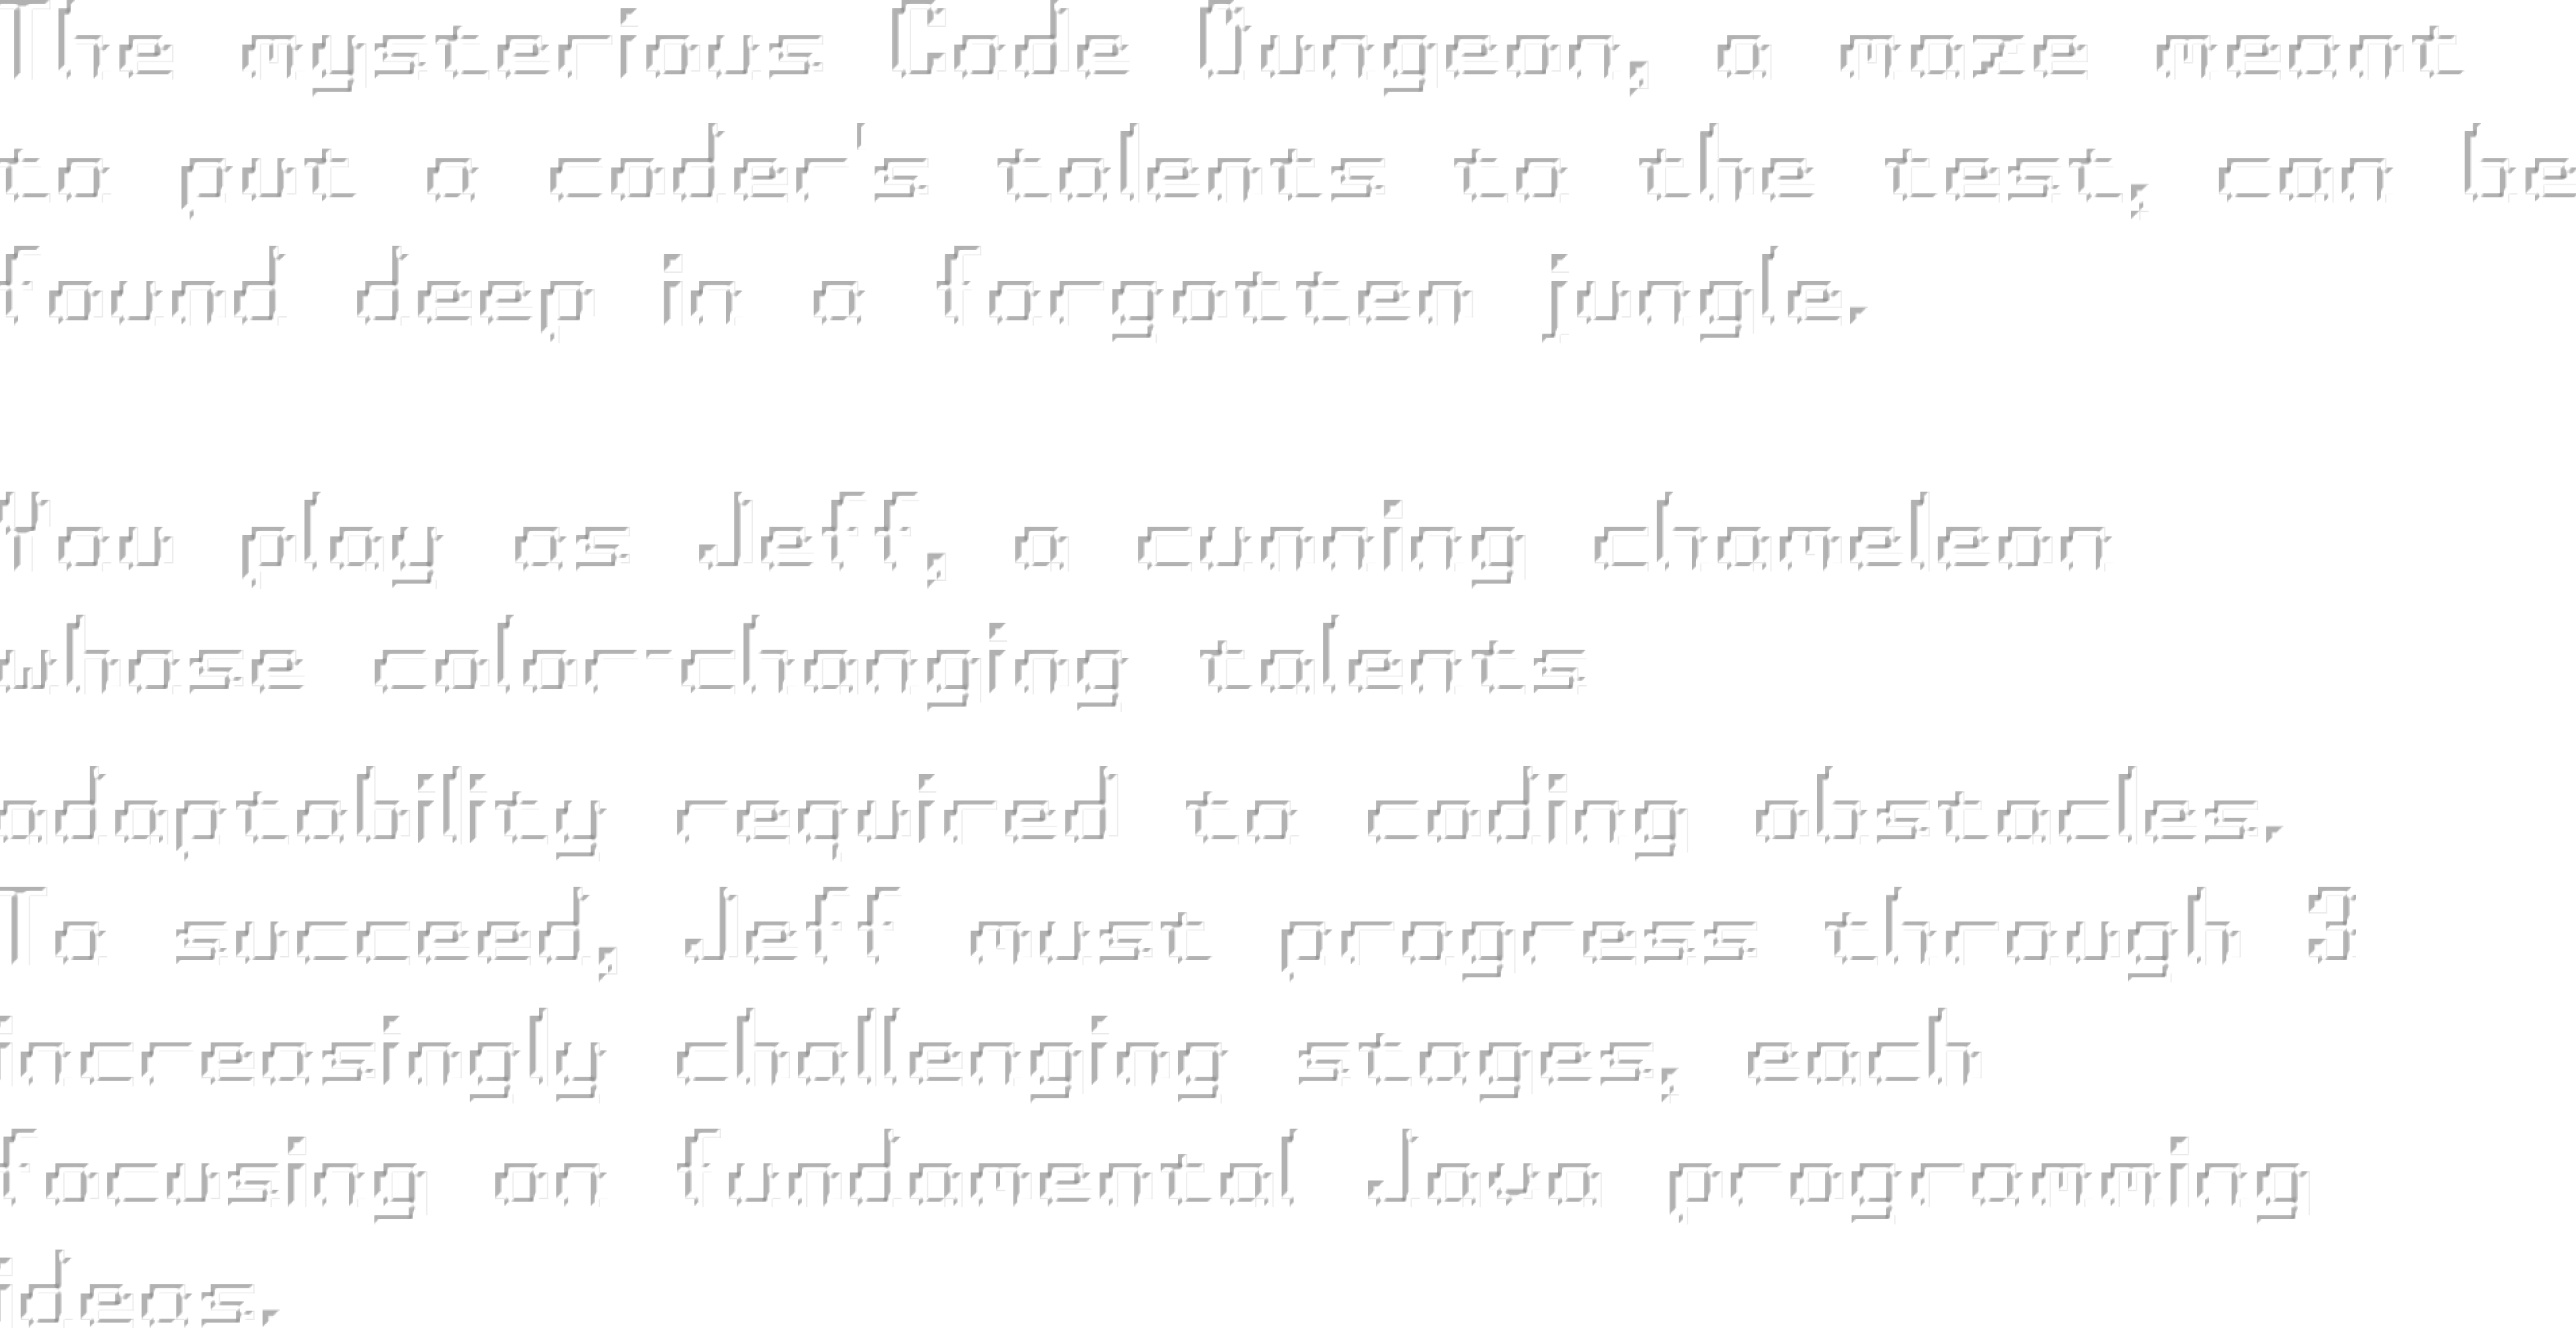 The mysterious Code Dungeon, a maze meant
to put a coder's talents to the test, can be
found deep in a forgotten jungle.
You play as Jeff, a cunning chameleon
whose color-changing talents
adaptability required to coding obstacles.
To succeed, Jeff must progress through 3
increasingly challenging stages, each
focusing on fundamental Java programming
ideas.